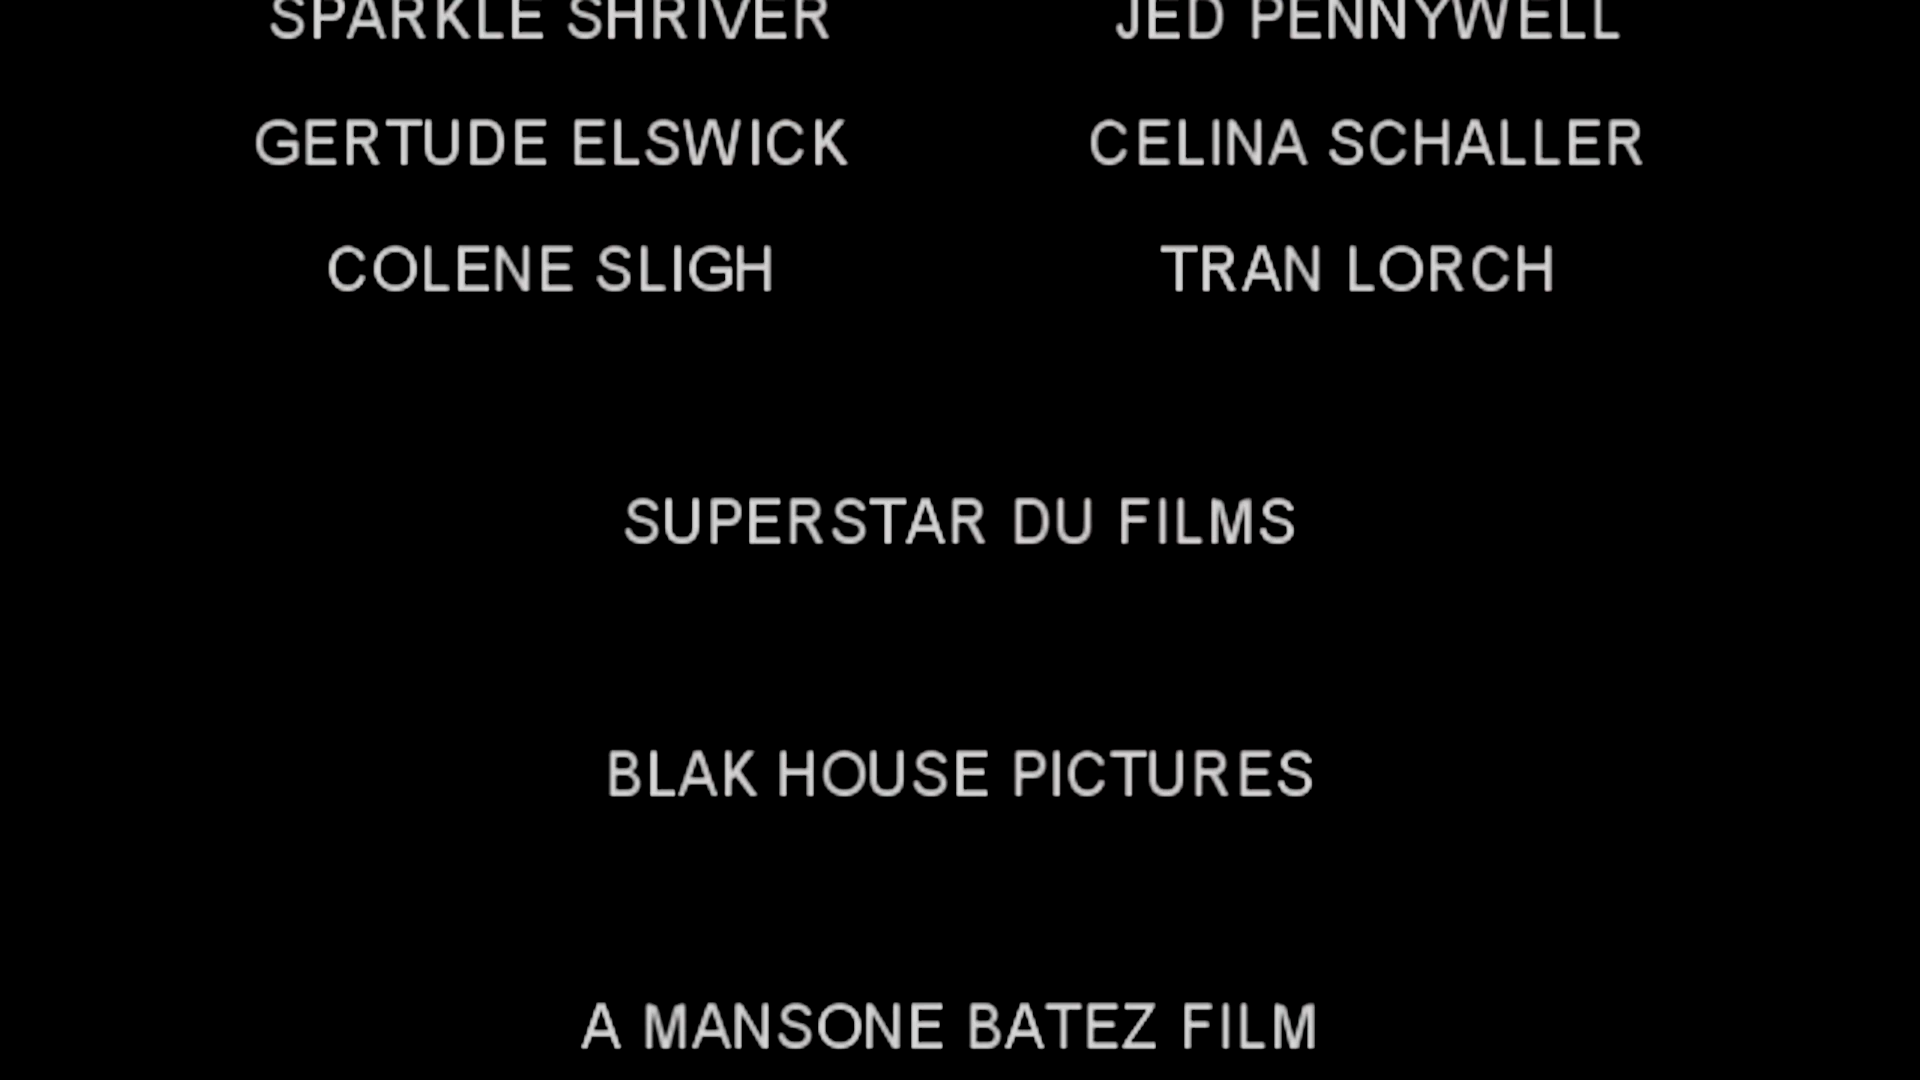 SPARKLE SHRIVER JED PENNYWELL
GERTUDE ELSWICK CELINA SCHALLER
COLENE SLIGH TRAN LORCH
SUPERSTAR DU FILMS
BLAK HOUSE PICTURES
A MANSONE BATEZ FILM